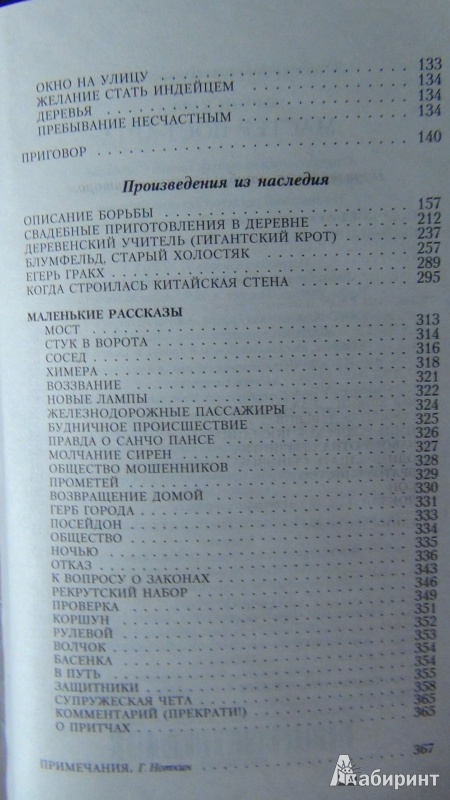 ОКНО НА УЛИЦУ . . . . . . . . . . 133
ЖЕЛАНИЕ СТАТЬ ИНДЕЙЦЕМ . . . . . . . . . . 134
ДЕРЕВЬЯ . . . . . . . . . . 134
ПРЕБЫВАНИЕ НЕСЧАСТНЫМ . . . . . . . . . . 134
ПРИГОВОР . . . . . . . . . . 140
Произведения из наследия
ОПИСАНИЕ БОРЬБЫ . . . . . . . . . . 157
СВАДЕБНЫЕ ПРИГОТОВЛЕНИЯ В ДЕРЕВНЕ . . . . . . . . . . 212
ДЕРЕВЕНСКИЙ УЧИТЕЛЬ (ГИГАНТСКИЙ КРОТ) . . . . . . . . . . 237
БЛУМФЕЛЬД, СТАРЫЙ ХОЛОСТЯК . . . . . . . . . . 257
ЕГЕРЬ ГРАКХ . . . . . . . . . . 289
КОГДА СТРОИЛАСЬ КИТАЙСКАЯ СТЕНА . . . . . . . . . . 295
МАЛЕНЬКИЕ РАССКАЗЫ
МОСТ . . . . . . . . . . 313
СТУК В ВОРОТА . . . . . . . . . . 314
СОСЕД . . . . . . . . . . 316
ХИМЕРА . . . . . . . . . . 318
ВОЗЗВАНИЕ . . . . . . . . . . 321
НОВЫЕ ЛАМПЫ . . . . . . . . . . 322
ЖЕЛЕЗНОДОРОЖНЫЕ ПАССАЖИРЫ . . . . . . . . . . 324
БУДНИЧНОЕ ПРОИСШЕСТВИЕ . . . . . . . . . . 325
ПРАВДА О САНЧО ПАНСЕ . . . . . . . . . . 326
МОЛЧАНИЕ СИРЕН . . . . . . . . . . 327
ОБЩЕСТВО МОШЕННИКОВ . . . . . . . . . . 328
ПРОМЕТЕЙ . . . . . . . . . . 329
ВОЗВРАЩЕНИЕ ДОМОЙ . . . . . . . . . . 330
ГЕРБ ГОРОДА . . . . . . . . . . 331
ПОСЕЙДОН . . . . . . . . . . 333
ОБЩЕСТВО . . . . . . . . . . 334
НОЧЬЮ . . . . . . . . . . 335
ОТКАЗ . . . . . . . . . . 336
К ВОПРОСУ О ЗАКОНАХ . . . . . . . . . . 343
РЕКРУТСКИЙ НАБОР . . . . . . . . . . 346
ПРОВЕРКА . . . . . . . . . . 349
КОРШУН . . . . . . . . . . 351
РУЛЕВОЙ . . . . . . . . . . 352
ВОЛЧОК . . . . . . . . . . 353
БАСЕНКА . . . . . . . . . . 354
В ПУТЬ . . . . . . . . . . 354
ЗАЩИТНИКИ . . . . . . . . . . 355
СУПРУЖЕСКАЯ ЧЕТА . . . . . . . . . . 358
КОММЕНТАРИЙ (ПРЕКРАТИ!) . . . . . . . . . . 365
О ПРИТЧАХ . . . . . . . . . . 365
ПРИМЕЧАНИЯ. Г. Ноткин . . . . . . . . . . 367
Лабиринт